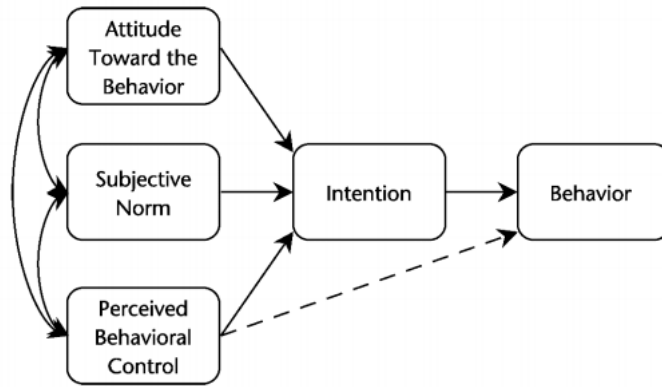 Attitude
Toward the
Behavior
Subjective
Norm
Intention
Behavior
Perceived
Behavioral
Control